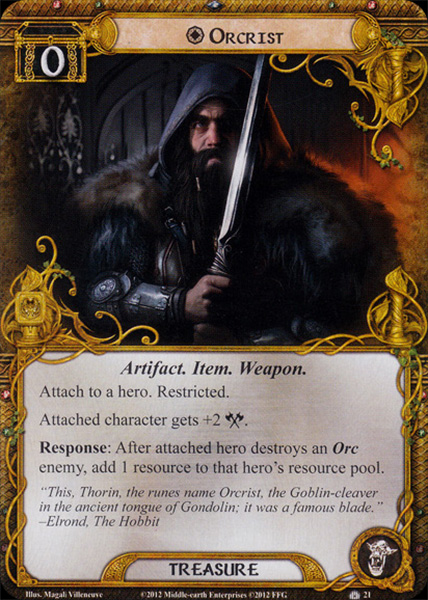 Orcrist
0
Artifact. Item. Weapon.
Attach to a hero. Restricted.
Attached character gets +2 .
Response: After attached hero destroys an Orc
enemy, add 1 resource to that hero's resource pool.
“This, Thorin, the runes name Orcrist, the Goblin-cleaver
in the ancient tongue of Gondolin; it was a famous blade.”
–Elrond, The Hobbit
TREASURE
Illus. Magali Villeneuve ©2012 Middle-earth Enterprises ©2012 FFG 21